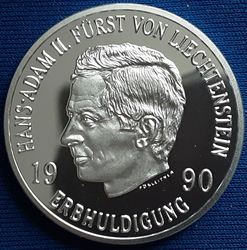 HANS-ADAM II. FÜRST VON LIECHTENSTEIN
19 90
ERBHULDIGUNG